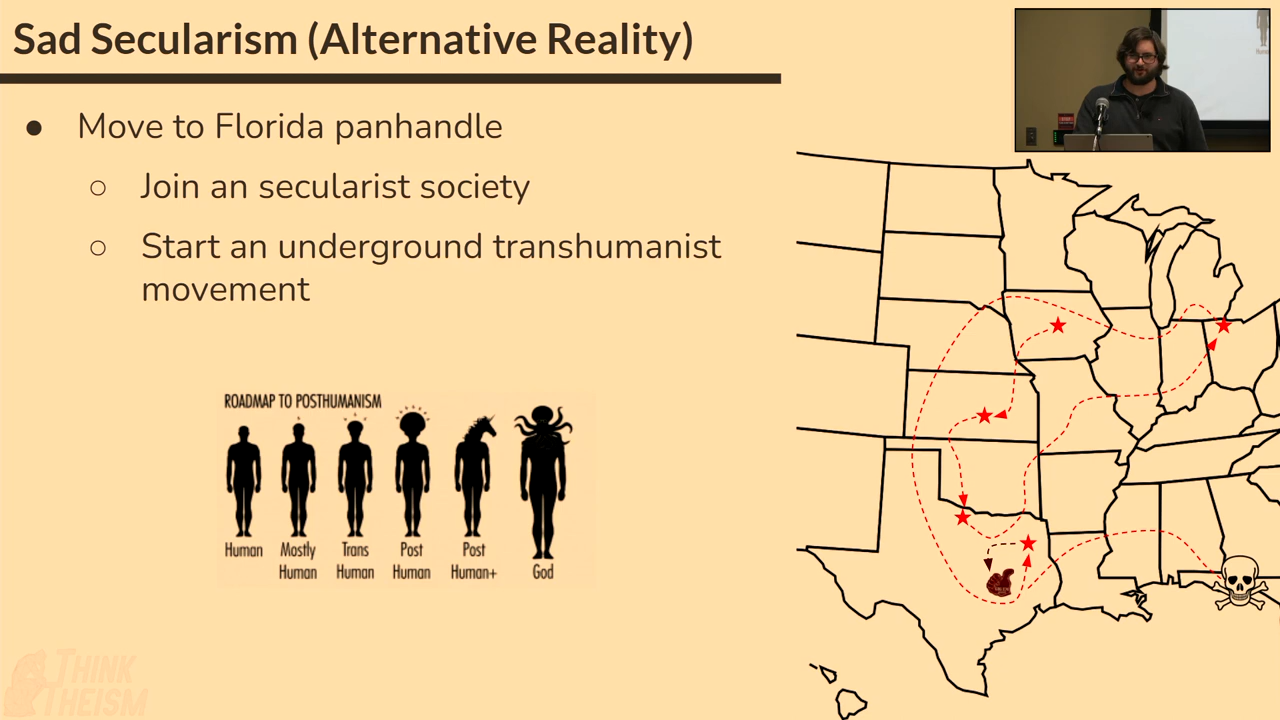 Sad Secularism (Alternative Reality)
● Move to Florida panhandle
○ Join an secularist society
○ Start an underground transhumanist
movement
ROADMAP TO POSTHUMANISM
Human
Mostly
Human
Trans
Human
Post
Human
Post
Human+
God
THINK
THEISM